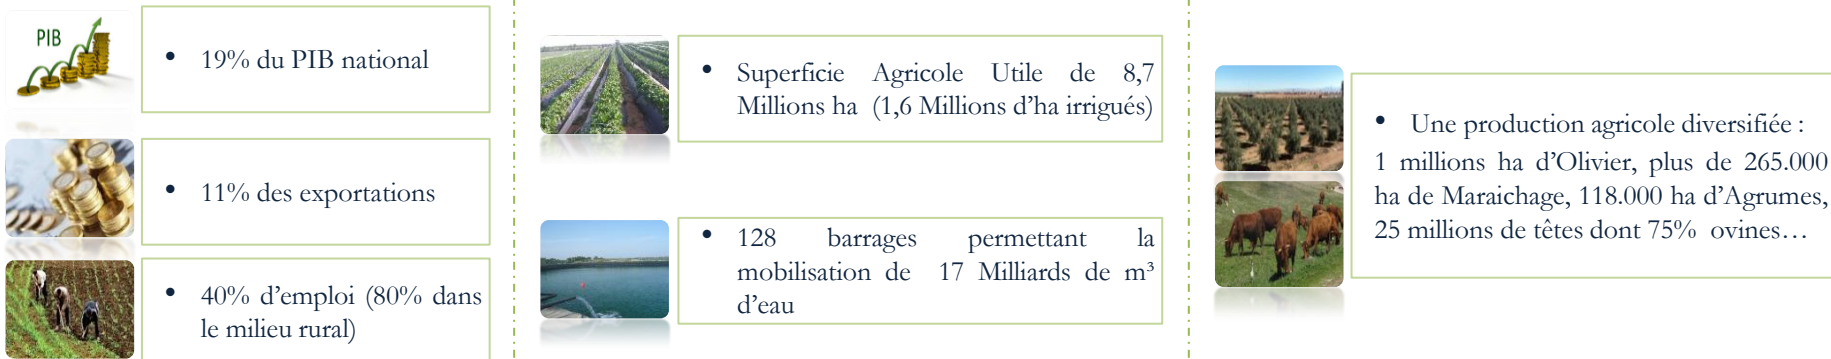 PIB
• 19% du PIB national
• 11% des exportations
• 40% d’emploi (80% dans
le milieu rural)
• Superficie Agricole Utile de 8,7
Millions ha (1,6 Millions d’ha irrigués)
• 128 barrages permettant la
mobilisation de 17 Milliards de m³
d’eau
• Une production agricole diversifiée :
1 millions ha d’Olivier, plus de 265.000
ha de Maraichage, 118.000 ha d’Agrumes,
25 millions de têtes dont 75% ovines…